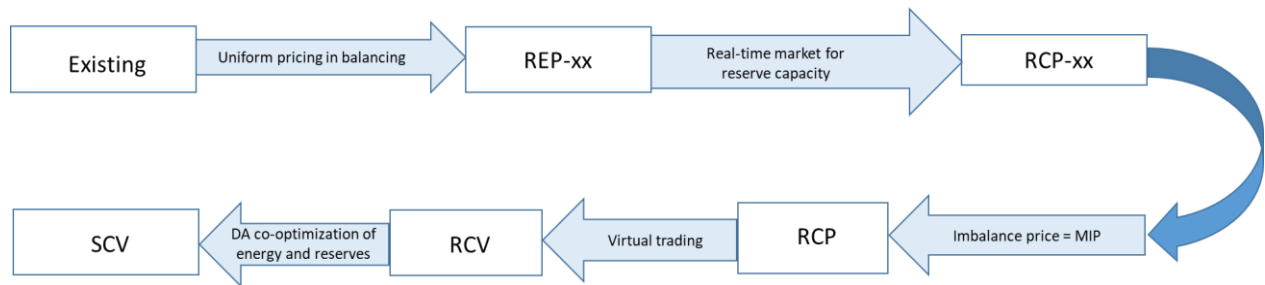 Existing
Uniform pricing in balancing
REP-xx
Real-time market for
reserve capacity
RCP-xx
SCV
DA co-optimization of
energy and reserves
RCV
Virtual trading
RCP
Imbalance price = MIP